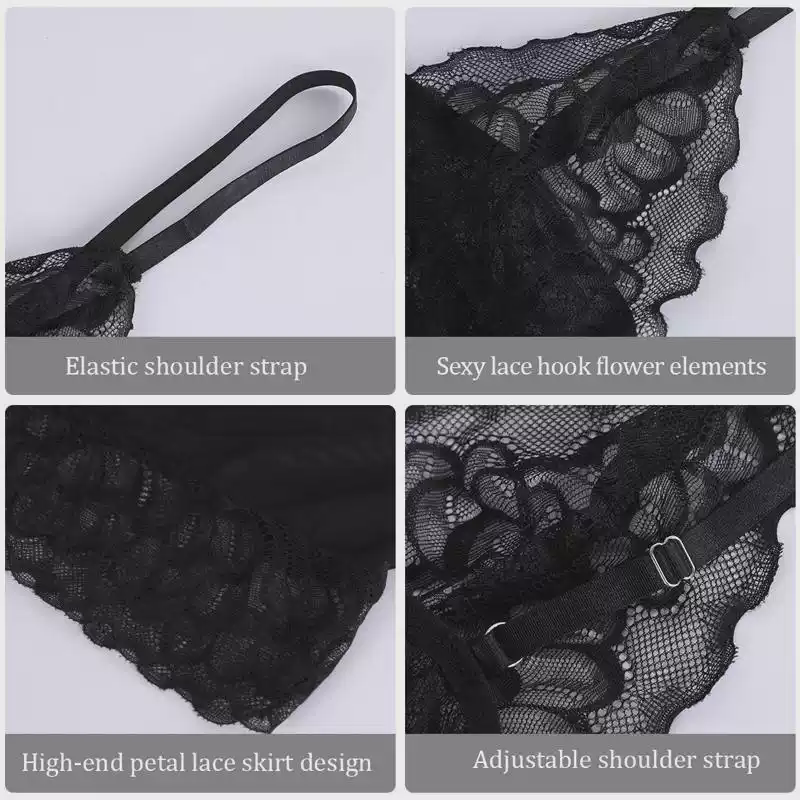 Elastic shoulder strap
Sexy lace hook flower elements
High-end petal lace skirt design
Adjustable shoulder strap